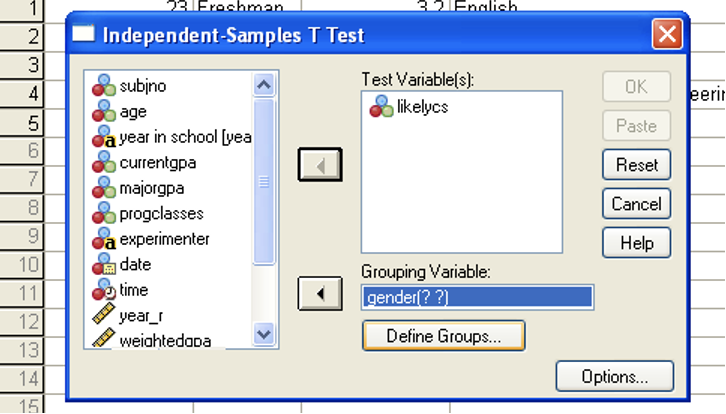 1 23 Freshman 3.2 English
Independent-Samples T Test
2
3
4
5
6
7
8
9
10
11
12
13
14
15
subjno
age
year in school [yea
currentgpa
majorgpa
progclasses
experimenter
date
time
year_r
weightedgpa
Test Variable(s):
likelycs
Grouping Variable:
gender(? ?)
Define Groups...
OK
Paste
Reset
Cancel
Help
Options...
eerin